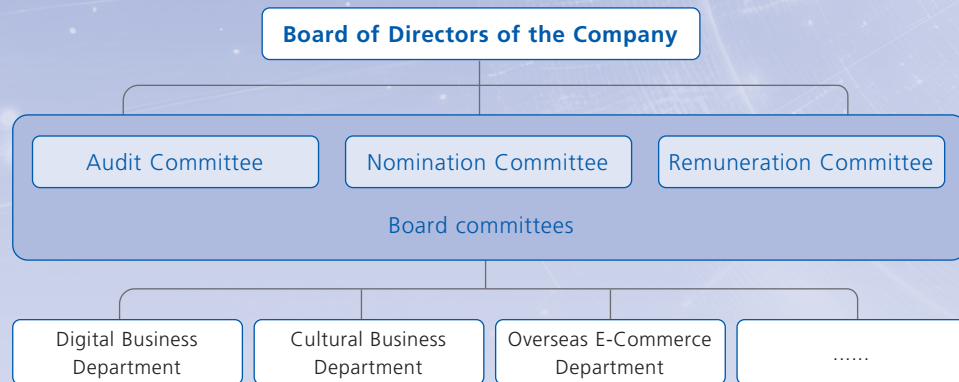 Board of Directors of the Company
Audit Committee
Nomination Committee
Remuneration Committee
Board committees
Digital Business
Department
Cultural Business
Department
Overseas E-Commerce
Department
......